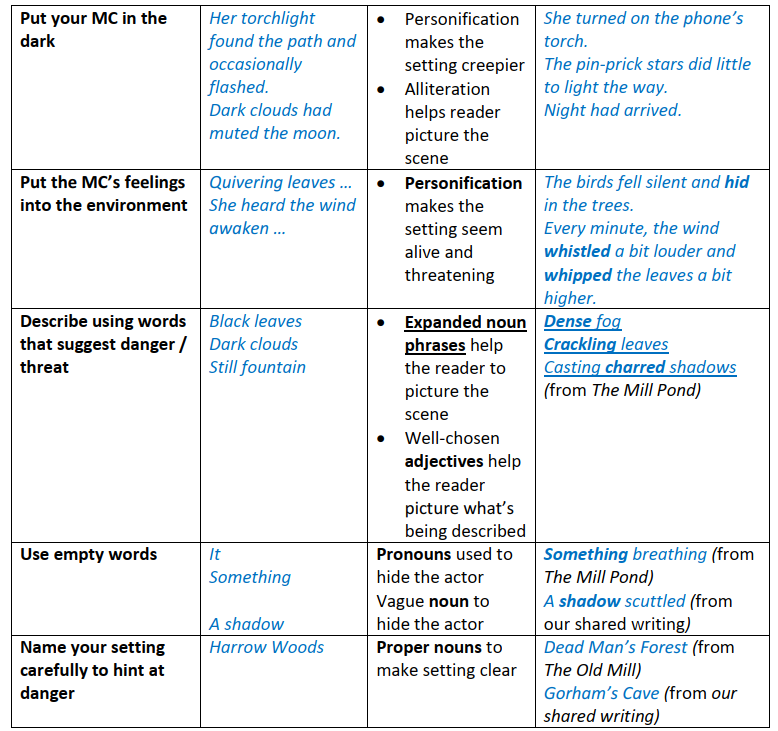 Put your MC in the
dark
Her torchlight
found the path and
occasionally
flashed.
Dark clouds had
muted the moon.
• Personification
makes the
setting creepier
• Alliteration
helps reader
picture the
scene
She turned on the phone’s
torch.
The pin-prick stars did little
to light the way.
Night had arrived.
Put the MC’s feelings
into the environment
Quivering leaves …
She heard the wind
awaken …
• Personification
makes the
setting seem
alive and
threatening
The birds fell silent and hid
in the trees.
Every minute, the wind
whistled a bit louder and
whipped the leaves a bit
higher.
Describe using words
that suggest danger /
threat
Black leaves
Dark clouds
Still fountain
• Expanded noun
phrases help
the reader to
picture the
scene
• Well-chosen
adjectives help
the reader
picture what’s
being described
Dense fog
Crackling leaves
Casting charred shadows
(from The Mill Pond)
Use empty words
It
Something
A shadow
Pronouns used to
hide the actor
Vague noun to
hide the actor
Something breathing (from
The Mill Pond)
A shadow scuttled (from
our shared writing)
Name your setting
carefully to hint at
danger
Harrow Woods
Proper nouns to
make setting clear
Dead Man’s Forest (from
The Old Mill)
Gorham’s Cave (from our
shared writing)